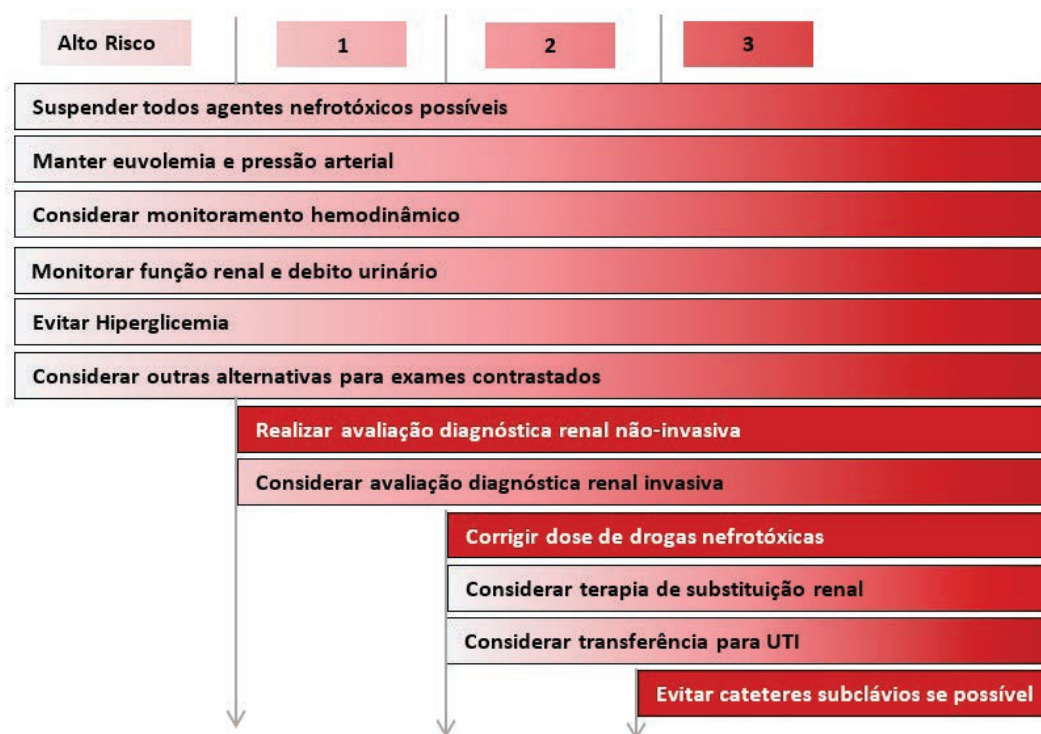 Alto Risco 1 2 3
Suspender todos agentes nefrotóxicos possíveis
Manter euvolemia e pressão arterial
Considerar monitoramento hemodinâmico
Monitorar função renal e debito urinário
Evitar Hiperglicemia
Considerar outras alternativas para exames contrastados
Realizar avaliação diagnóstica renal não-invasiva
Considerar avaliação diagnóstica renal invasiva
Corrigir dose de drogas nefrotóxicas
Considerar terapia de substituição renal
Considerar transferência para UTI
Evitar cateteres subclávios se possível